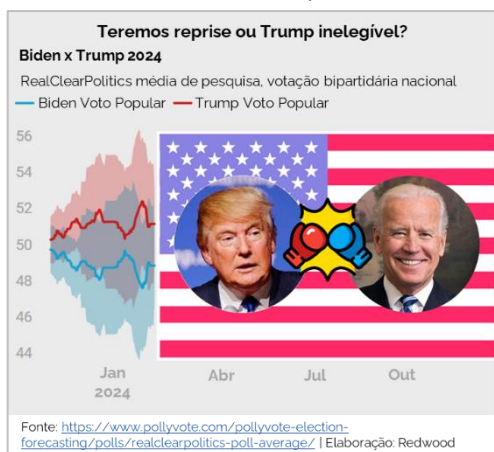 Teremos reprise ou Trump inelegível?
Biden x Trump 2024
RealClearPolitics média de pesquisa, votação bipartidária nacional
Biden Voto Popular Trump Voto Popular
56
54
52
50
48
46
44
Jan Abr Jul Out
2024
Fonte: https://www.pollyvote.com/pollyvote-election-
forecasting/polls/realclearpolitics-poll-average/ | Elaboração: Redwood